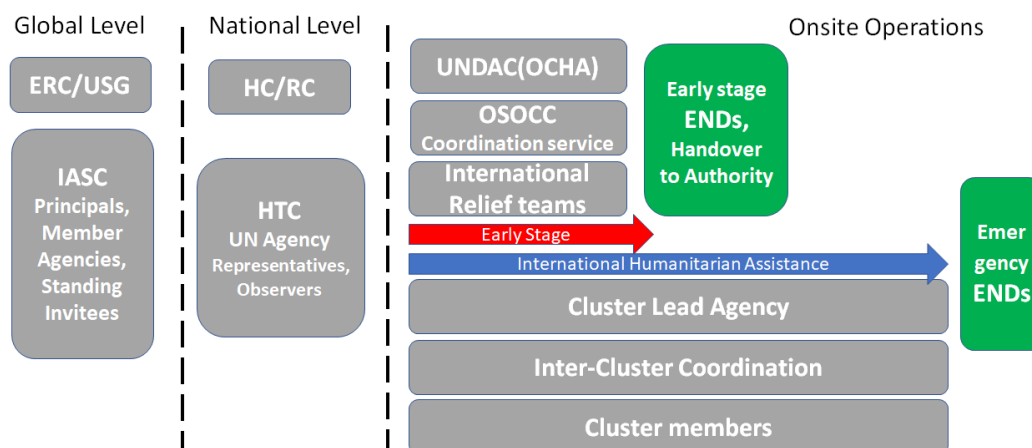 Global Level
National Level
Onsite Operations
ERC/USG
IASC
Principals,
Member
Agencies,
Standing
Invitees
HC/RC
HTC
UN Agency
Representatives,
Observers
UNDAC(OCHA)
OSOCC
Coordination service
International
Relief teams
Early stage
ENDs,
Handover
to Authority
Early Stage
International Humanitarian Assistance
Emer
gency
ENDs
Cluster Lead Agency
Inter-Cluster Coordination
Cluster members